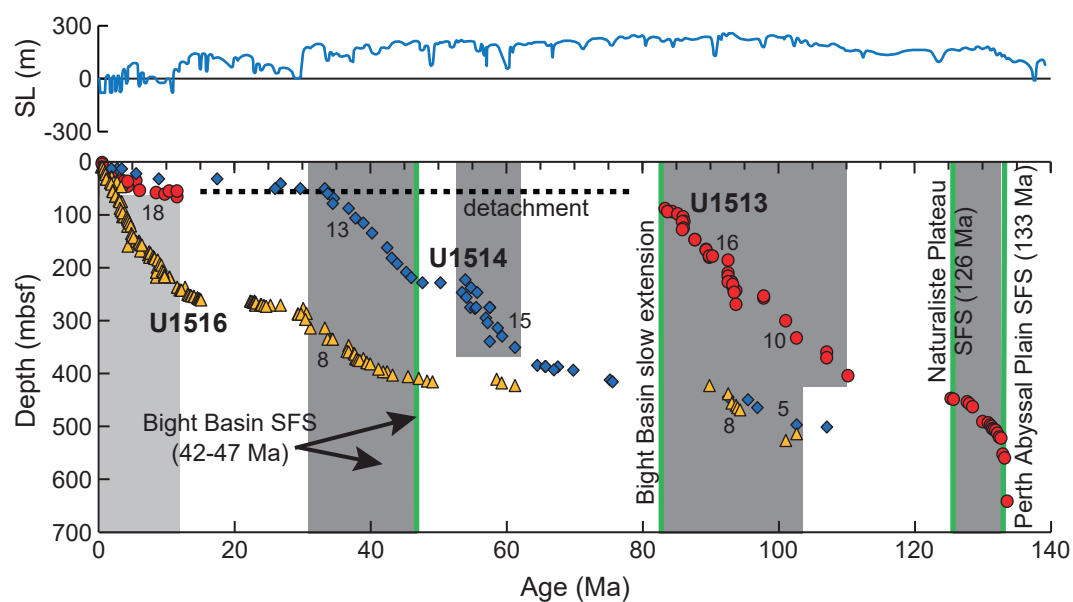 300
0
-300
SL (m)
0
100
200
300
400
500
600
700
Depth (mbsf)
18
U1516
detachment
13
U1514
15
8
Bight Basin SFS
(42-47 Ma)
Bight Basin slow extension
U1513
16
10
5
8
Naturaliste Plateau
SFS (126 Ma)
Perth Abyssal Plain SFS (133 Ma)
0 20 40 60 80 100 120 140
Age (Ma)